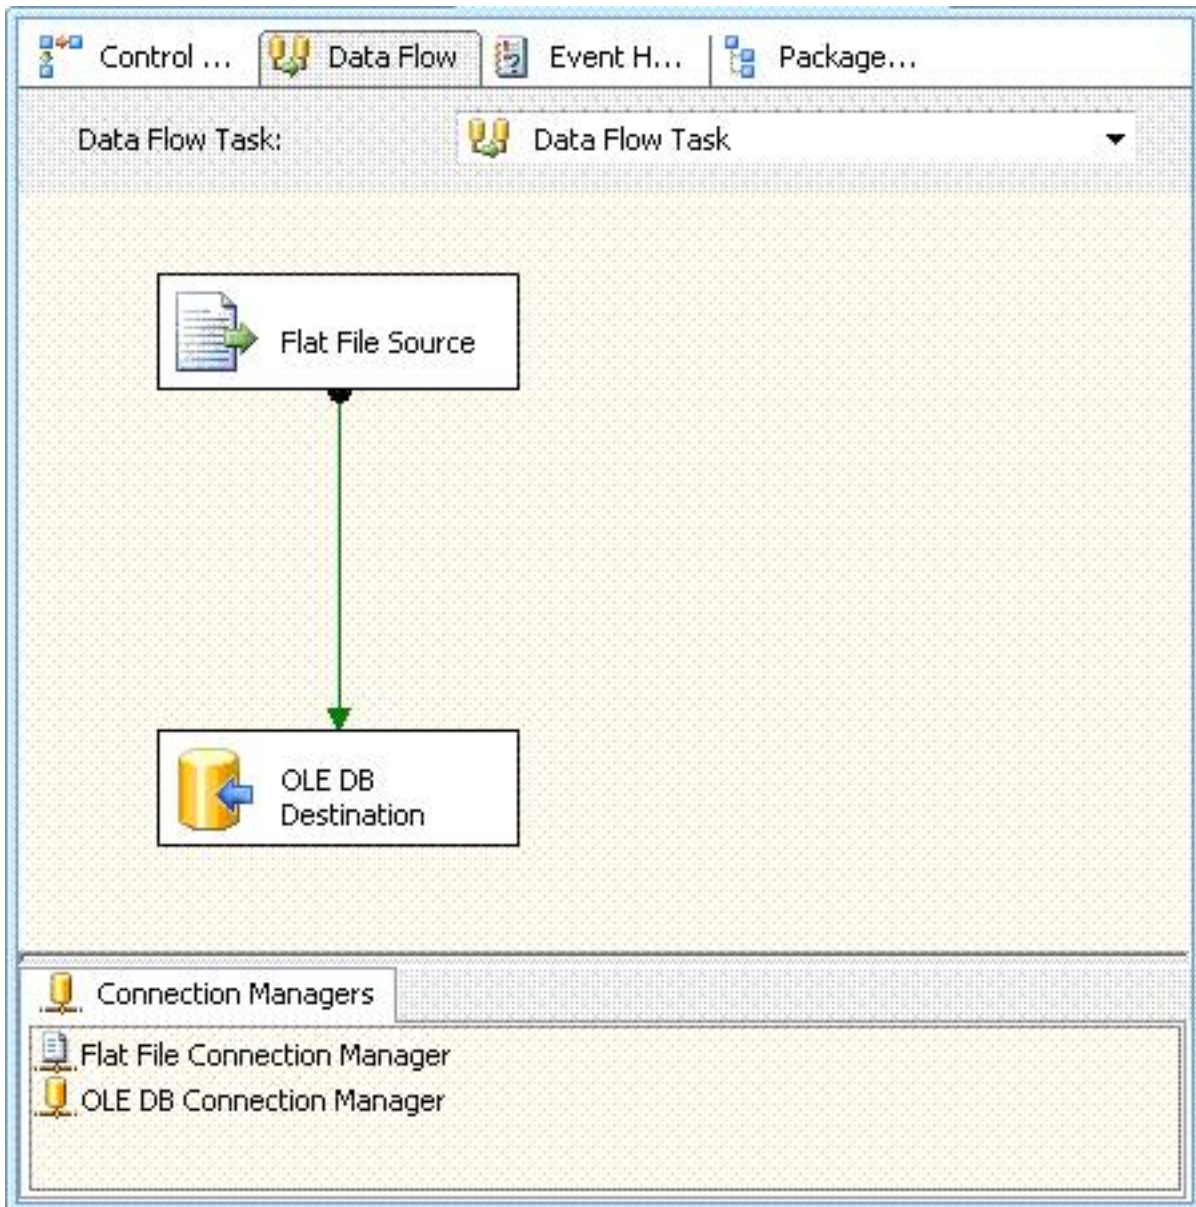 Control ...
Data Flow
Event H...
Package...
Data Flow Task:
Data Flow Task
Flat File Source
OLE DB
Destination
Connection Managers
Flat File Connection Manager
OLE DB Connection Manager